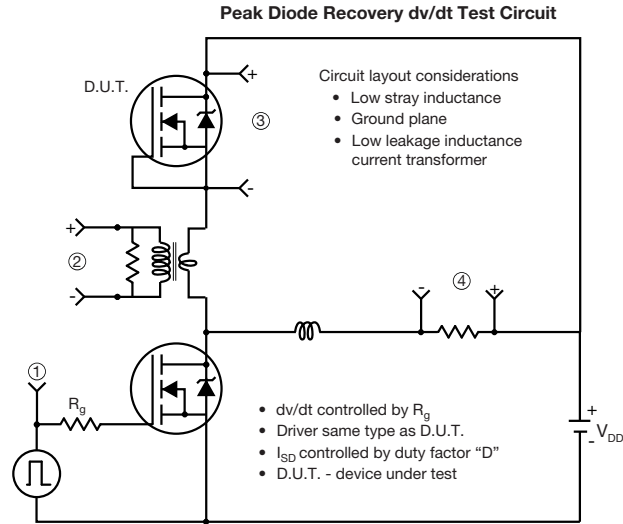 Peak Diode Recovery dv/dt Test Circuit
D.U.T.
+
③
-
Circuit layout considerations
• Low stray inductance
• Ground plane
• Low leakage inductance
current transformer
+
②
-
-
④
+
①
Rg
• dv/dt controlled by Rg
• Driver same type as D.U.T.
• ISD controlled by duty factor “D”
• D.U.T. - device under test
+
-
VDD